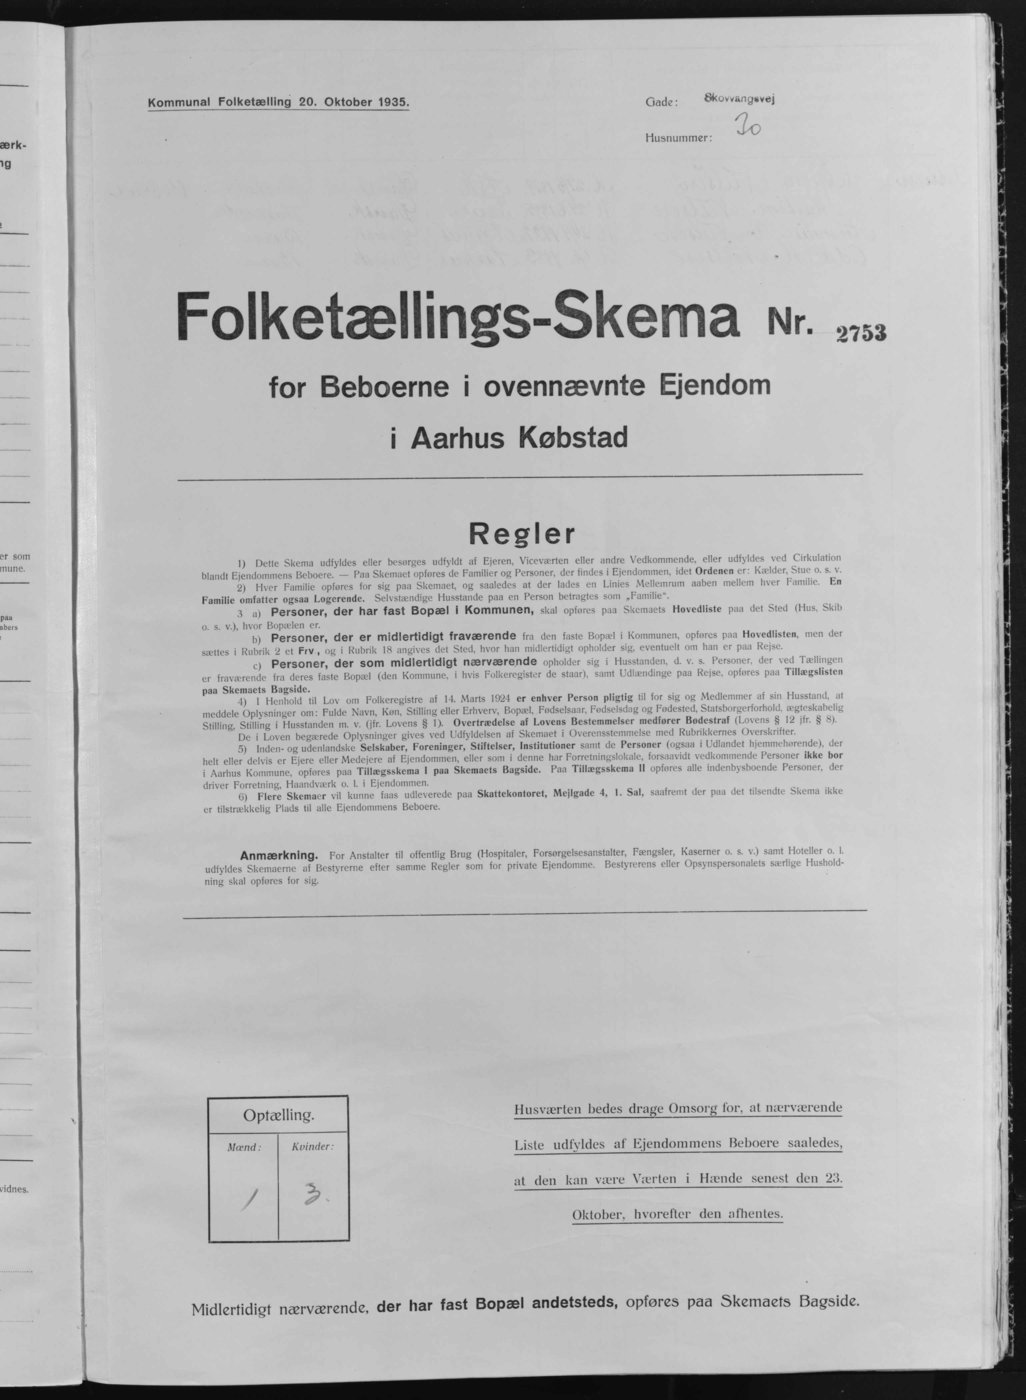 Kommunal Folketælling 20. Oktober 1935.
Gade: Skovvangsvej
Husnummer: 30
Folketællings-Skema Nr. 2753
for Beboerne i ovennævnte Ejendom
i Aarhus Købstad
Regler
1) Dette Skema udfyldes eller besørges udfyldt af Ejeren, Viceværten eller andre Vedkommende, eller udfyldes ved Cirkulation
blandt Ejendommens Beboere. — Paa Skemaet opføres de Familier og Personer, der findes i Ejendommen, idet Ordenen er: Kælder, Stue o. s. v.
2) Hver Familie opføres for sig paa Skemaet, og saaledes at der lades en Linies Mellemrum aaben mellem hver Familie. En
Familie omfatter ogsaa Logerende. Selvstændige Husstande paa en Person betragtes som „Familie“.
3 a) Personer, der har fast Bopæl i Kommunen, skal opføres paa Skemaets Hovedliste paa det Sted (Hus, Skib
o. s. v.), hvor Bopælen er.
b) Personer, der er midlertidigt fraværende fra den faste Bopæl i Kommunen, opføres paa Hovedlisten, men der
sættes i Rubrik 2 et Frv., og i Rubrik 18 angives det Sted, hvor han midlertidigt opholder sig, eventuelt om han er paa Rejse.
c) Personer, der som midlertidigt nærværende opholder sig i Husstanden, d. v. s. Personer, der ved Tællingen
er fraværende fra deres faste Bopæl (den Kommune, i hvis Folkeregister de staar), samt Udlændinge paa Rejse, opføres paa Tillægslisten
paa Skemaets Bagside.
4) I Henhold til Lov om Folkeregistre af 14. Marts 1924 er enhver Person pligtig til for sig og Medlemmer af sin Husstand, at
meddele Oplysninger om: Fulde Navn, Køn, Stilling eller Erhverv, Bopæl, Fødselsaar, Fødselsdag og Fødested, Statsborgerforhold, ægteskabelig
Stilling, Stilling i Husstanden m. v. (jfr. Lovens § 1). Overtrædelse af Lovens Bestemmelser medfører Bødestraf (Lovens § 12 jfr. § 8).
De i Loven begærede Oplysninger gives ved Udfyldelsen af Skemaet i Overensstemmelse med Rubrikkernes Overskrifter.
5) Inden- og udenlandske Selskaber, Foreninger, Stiftelser, Institutioner samt de Personer (ogsaa i Udlandet hjemmehørende), der
helt eller delvis er Ejere eller Medejere af Ejendommen, eller som i denne har Forretningslokale, forsaavidt vedkommende Personer ikke bor
i Aarhus Kommune, opføres paa Tillægsskema I paa Skemaets Bagside. Paa Tillægsskema II opføres alle indenbysboende Personer, der
driver Forretning, Haandværk o. l. i Ejendommen.
6) Flere Skemaer vil kunne faas udleverede paa Skattekontoret, Mejlgade 4, 1. Sal, saafremt der paa det tilsendte Skema ikke
er tilstrækkelig Plads til alle Ejendommens Beboere.
Anmærkning. For Anstalter til offentlig Brug (Hospitaler, Forsørgelsesanstalter, Fængsler, Kaserner o. s. v.) samt Hoteller o. l.
udfyldes Skemaerne af Bestyrerne efter samme Regler som for private Ejendomme. Bestyrerens eller Opsynspersonalets særlige Hushold-
ning skal opføres for sig.
Optælling.
Mænd: Kvinder:
1 3.
Husværten bedes drage Omsorg for, at nærværende
Liste udfyldes af Ejendommens Beboere saaledes,
at den kan være Værten i Hænde senest den 23.
Oktober, hvorefter den afhentes.
Midlertidigt nærværende, der har fast Bopæl andetsteds, opføres paa Skemaets Bagside.